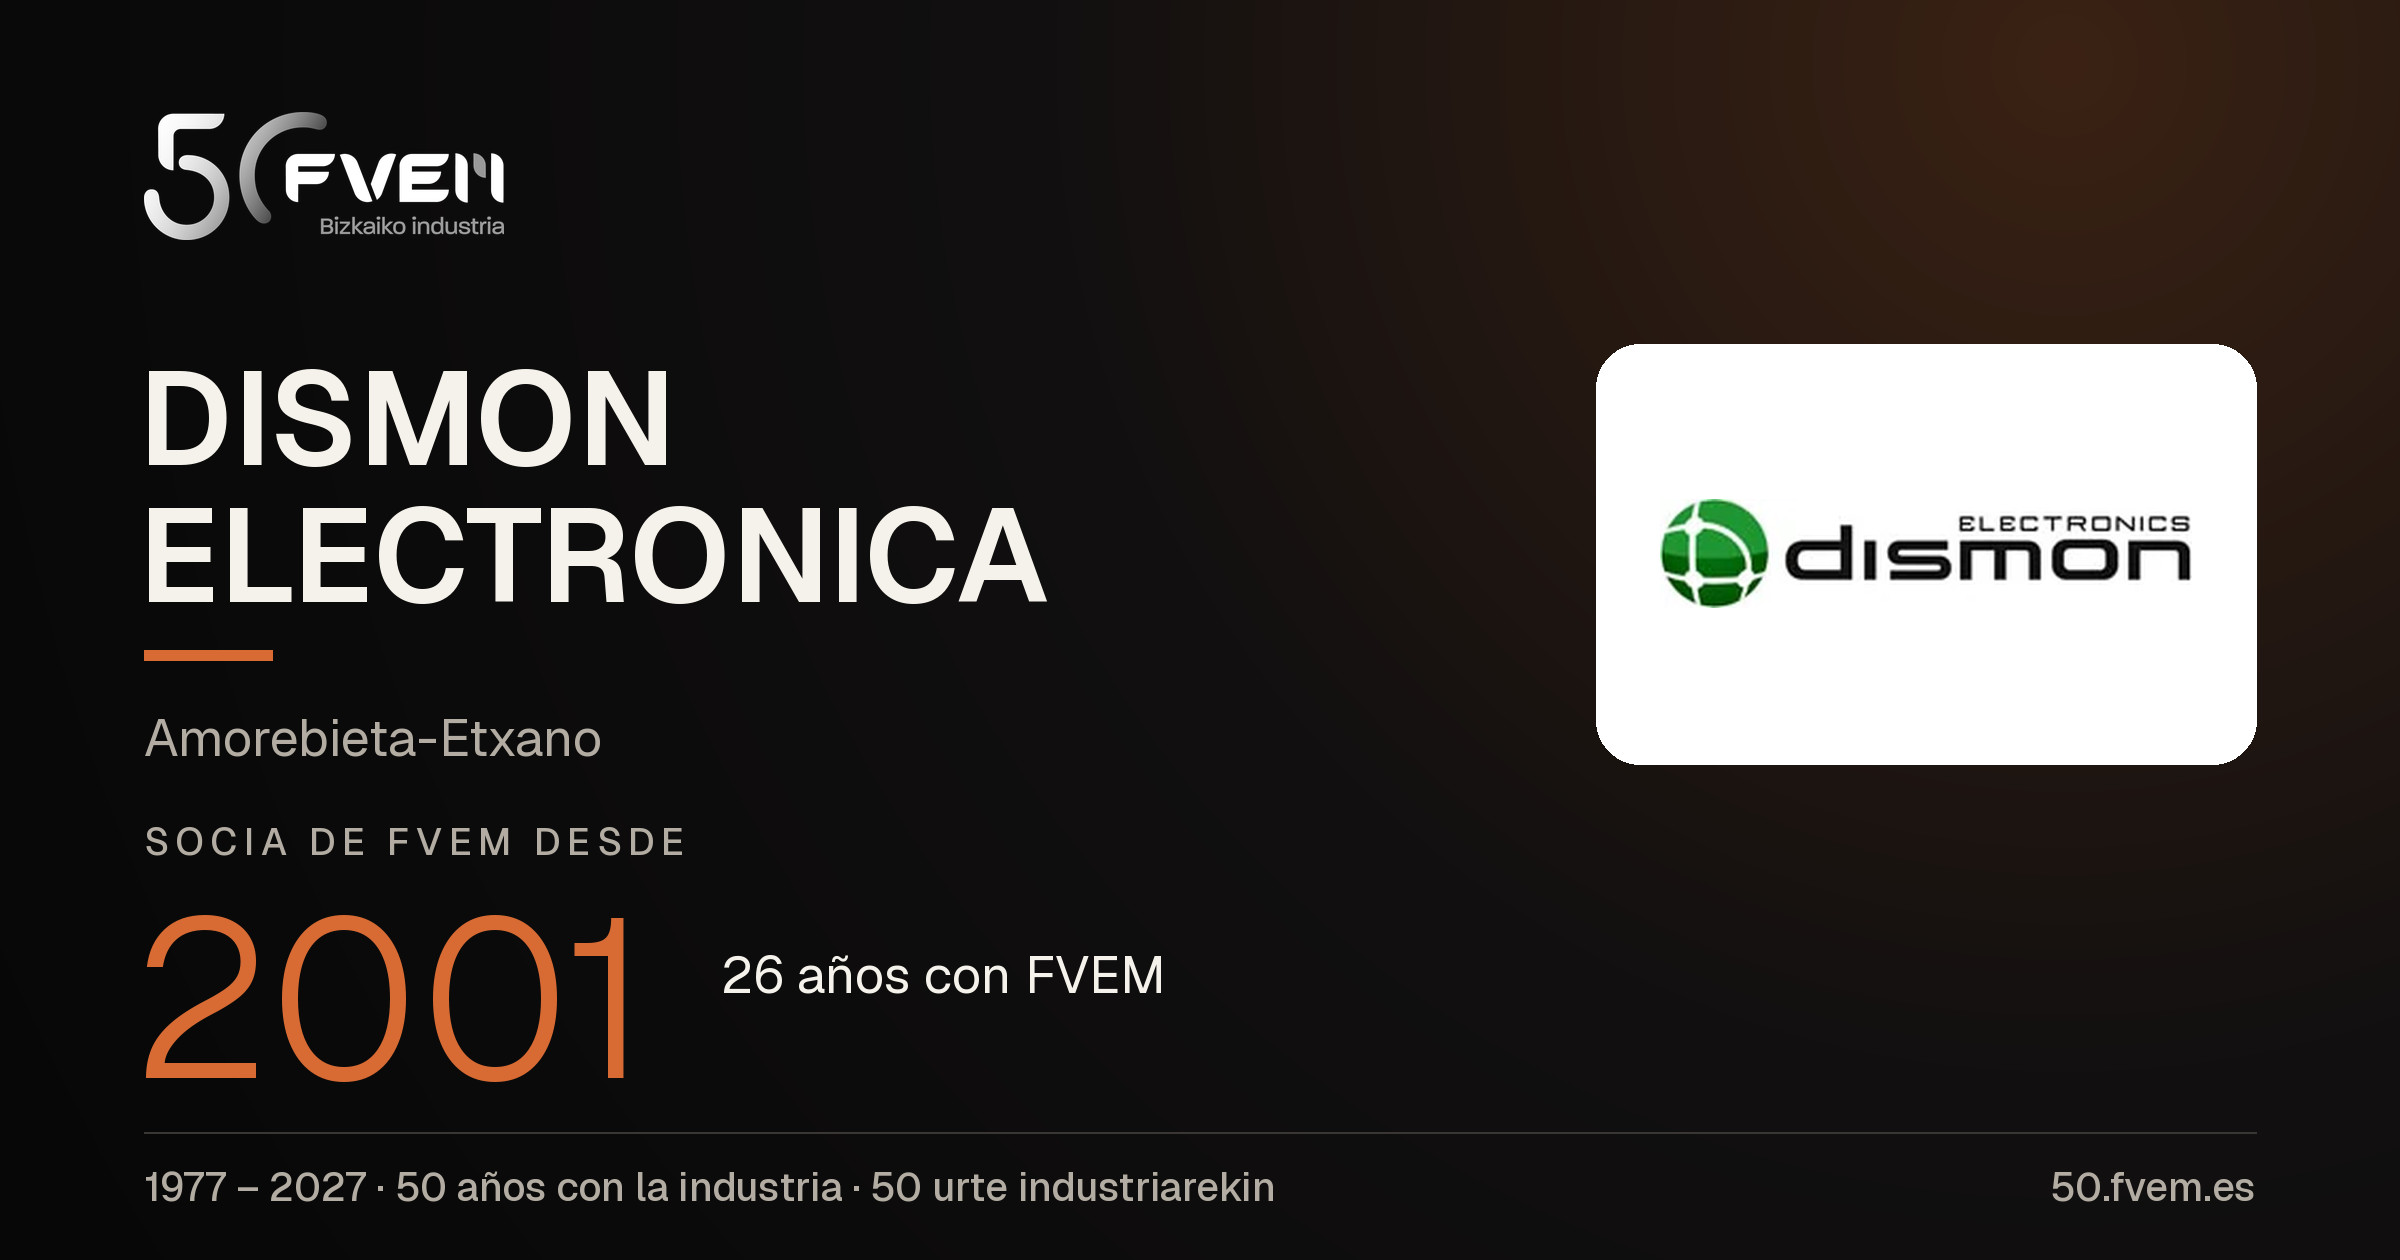 50 FVEM
Bizkaiko industria
DISMON
ELECTRONICA
ELECTRONICS
dismon
Amorebieta-Etxano
SOCIA DE FVEM DESDE
2001
26 años con FVEM
1977 – 2027 · 50 años con la industria · 50 urte industriarekin
50.fvem.es